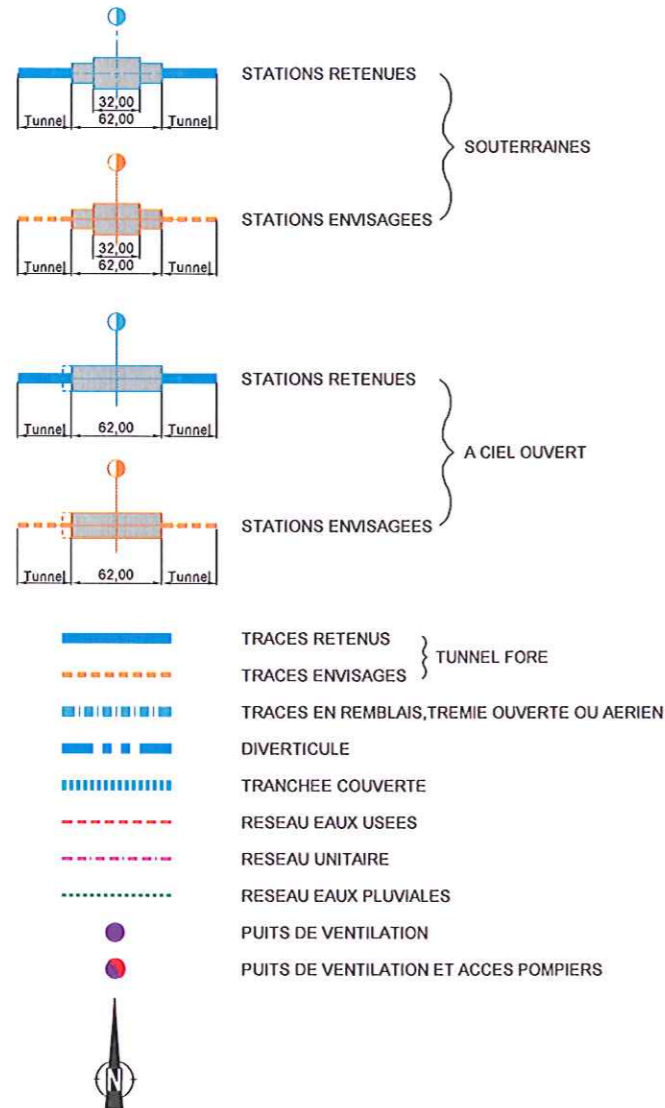 STATIONS RETENUES
32,00
Tunnel 62,00 Tunnel
SOUTERRAINES
STATIONS ENVISAGEES
32,00
Tunnel 62,00 Tunnel
STATIONS RETENUES
Tunnel 62,00 Tunnel
A CIEL OUVERT
STATIONS ENVISAGEES
Tunnel 62,00 Tunnel
TRACES RETENUS
TUNNEL FORE
TRACES ENVISAGES
TRACES EN REMBLAIS,TREMIE OUVERTE OU AERIEN
DIVERTICULE
TRANCHEE COUVERTE
RESEAU EAUX USEES
RESEAU UNITAIRE
RESEAU EAUX PLUVIALES
PUITS DE VENTILATION
PUITS DE VENTILATION ET ACCES POMPIERS
N